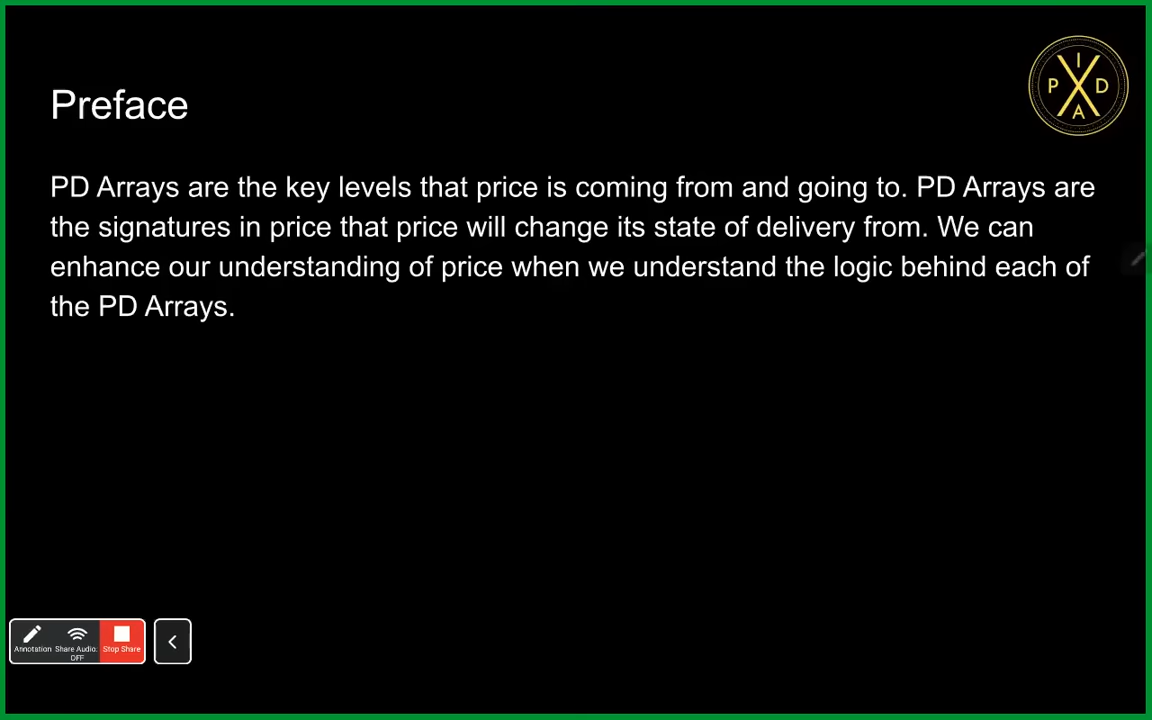 Preface
I
P D
A
PD Arrays are the key levels that price is coming from and going to. PD Arrays are
the signatures in price that price will change its state of delivery from. We can
enhance our understanding of price when we understand the logic behind each of
the PD Arrays.
Annotation
Share Audio:
OFF
Stop Share